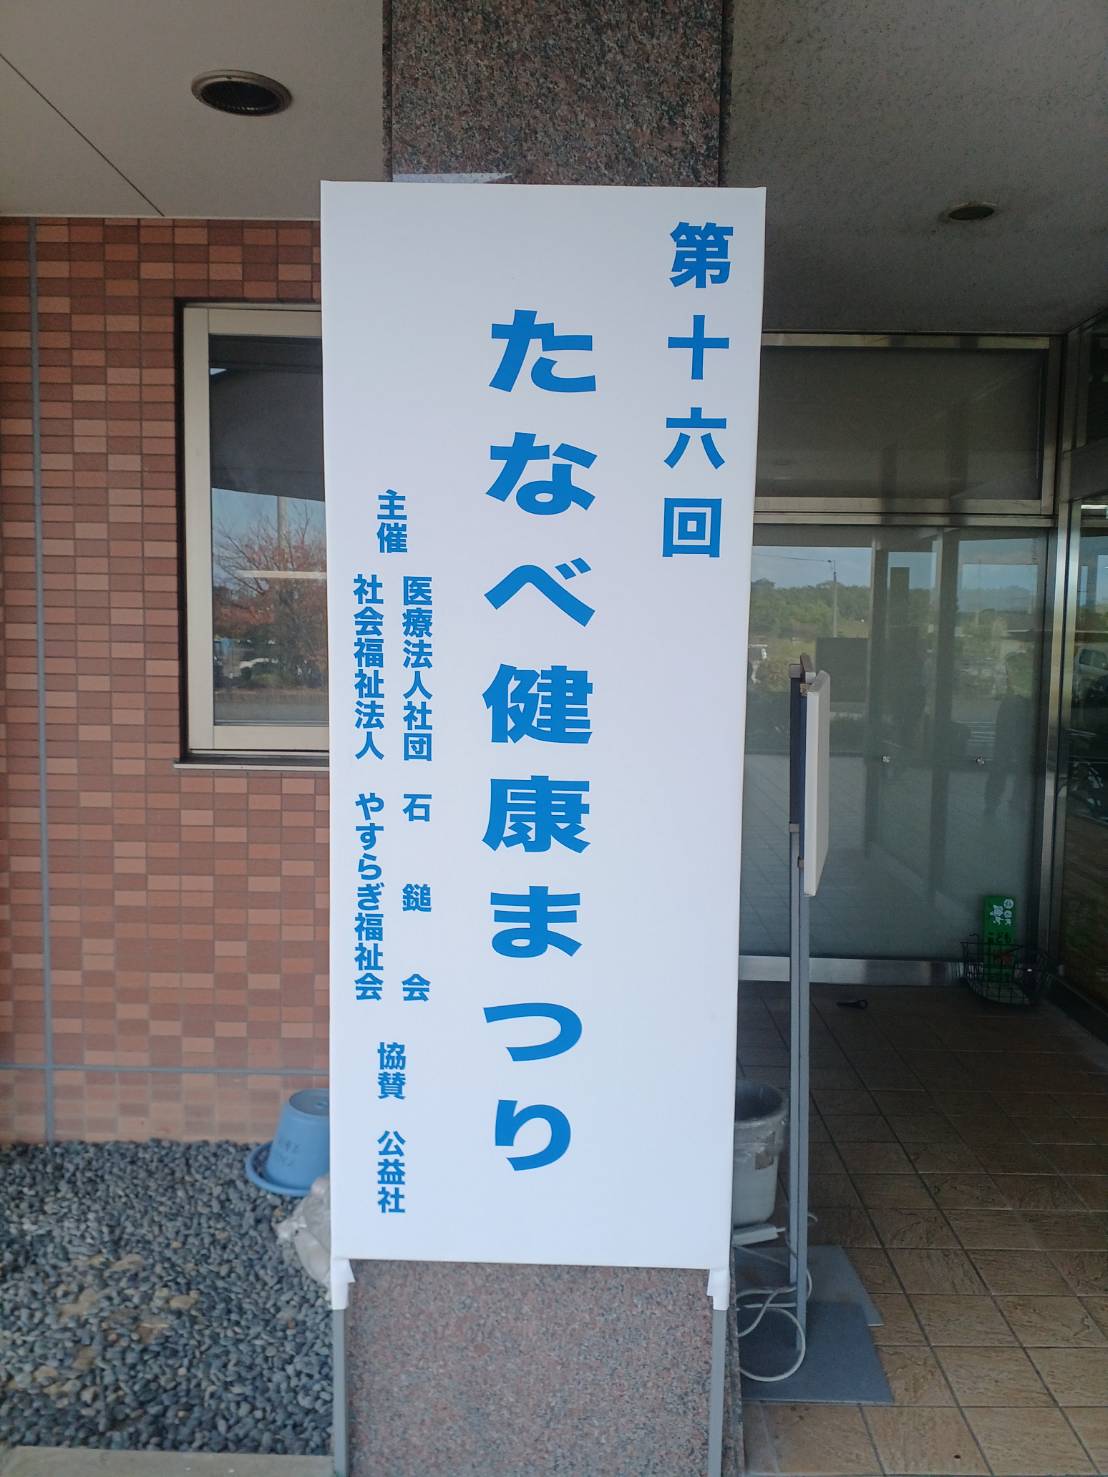 第十六回
たなべ健康まつり
主催
医療法人社団 石鎚会
社会福祉法人 やすらぎ福祉会
協賛 公益社